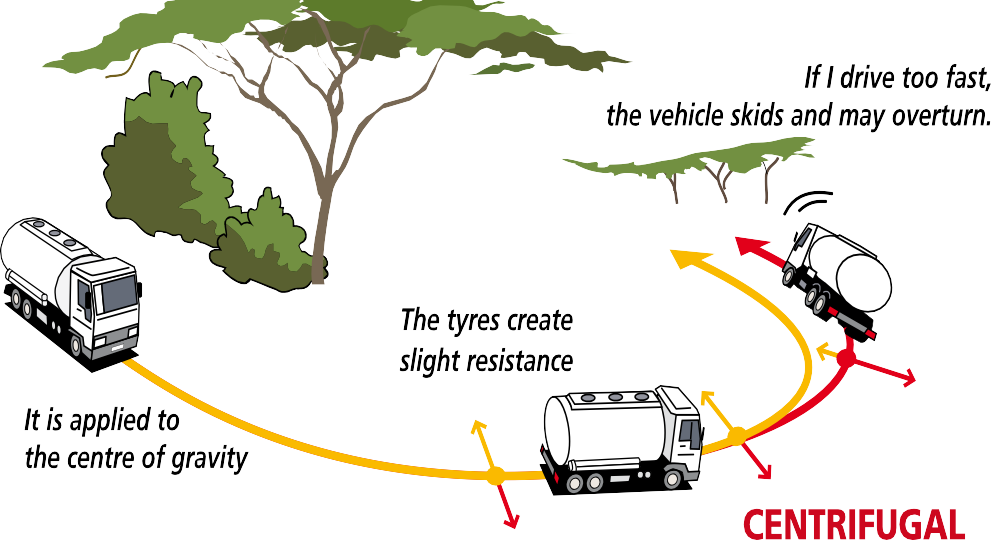 If I drive too fast,
the vehicle skids and may overturn.
The tyres create
slight resistance
It is applied to
the centre of gravity
CENTRIFUGAL